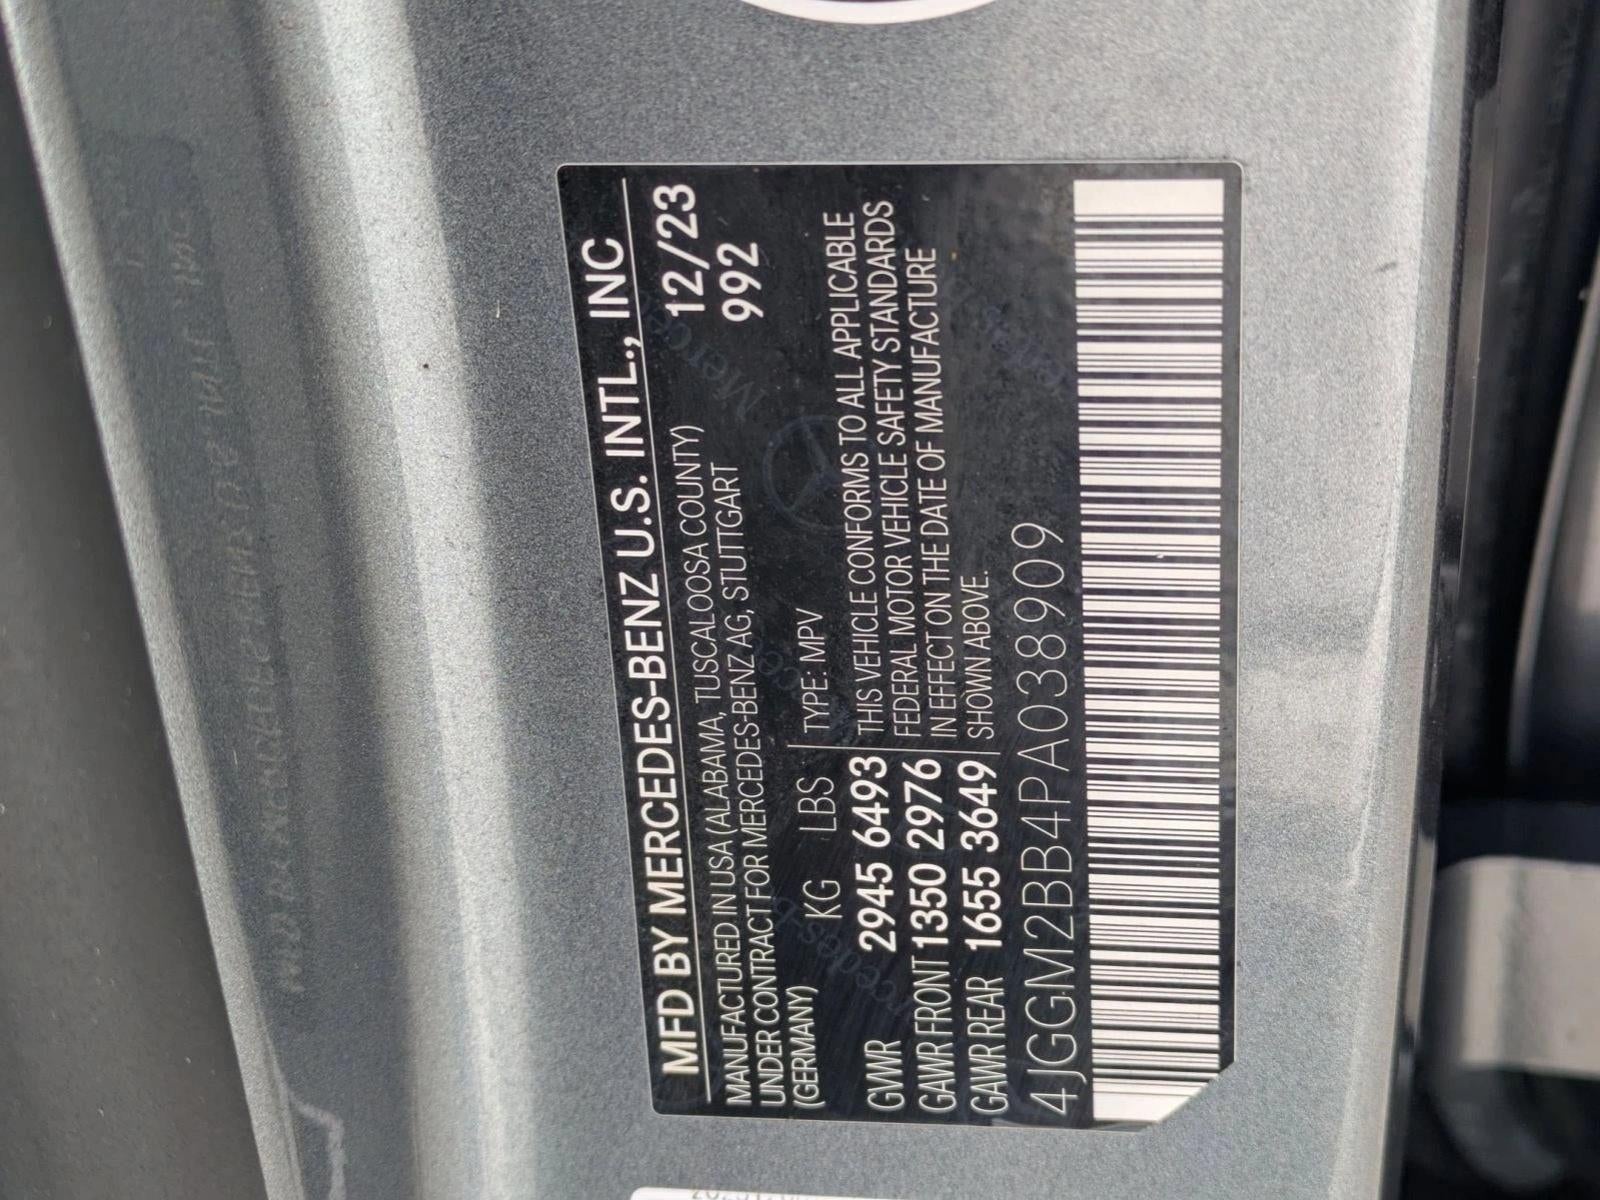 MFD BY MERCEDES-BENZ U.S. INTL., INC
MANUFACTURED IN USA (ALABAMA, TUSCALOOSA COUNTY) 12/23
UNDER CONTRACT FOR MERCEDES-BENZ AG, STUTTGART 992
(GERMANY)
KG LBS TYPE: MPV
GVWR 2945 6493 THIS VEHICLE CONFORMS TO ALL APPLICABLE
GAWR FRONT 1350 2976 FEDERAL MOTOR VEHICLE SAFETY STANDARDS
GAWR REAR 1655 3649 IN EFFECT ON THE DATE OF MANUFACTURE
SHOWN ABOVE.
4JGGM2BB4PA038909